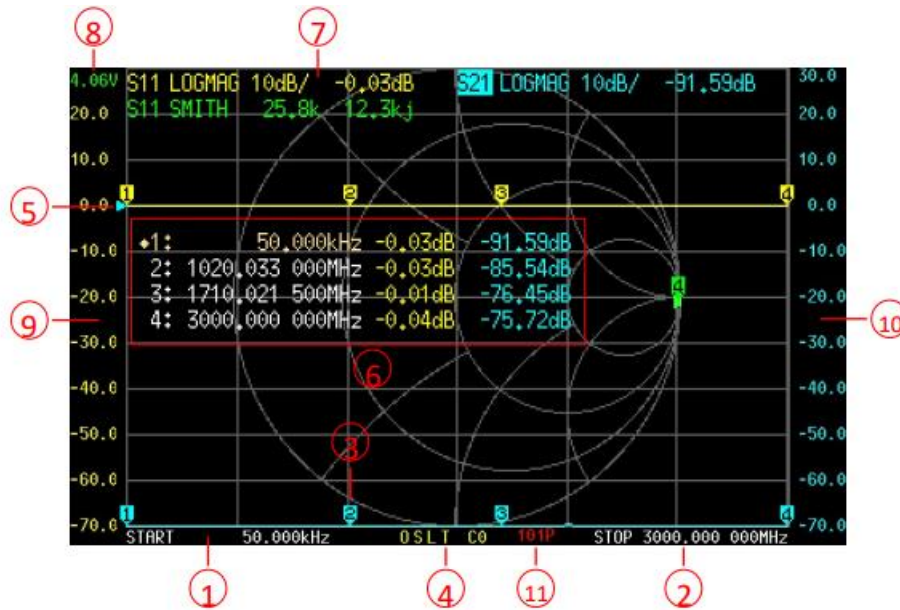 8 7
4.06V S11 LOGMAG 10dB/ -0.03dB S21 LOGMAG 10dB/ -91.59dB 30.0
20.0 S11 SMITH 25.8k 12.3kj 20.0
10.0 10.0
1 2 3 4
5 0.0 0.0
-10.0 1: 50.000kHz -0.03dB -91.59dB -10.0
2: 1020.033 000MHz -0.03dB -85.54dB
3: 1710.021 500MHz -0.01dB -76.45dB 4
-20.0 -20.0
4: 3000.000 000MHz -0.04dB -75.72dB
9 10
-30.0 -30.0
6
-40.0 -40.0
3
-50.0 -50.0
-60.0 -60.0
1 2 3 4
-70.0 -70.0
START 50.000kHz OSLT C0 101P STOP 3000.000 000MHz
1 4 11 2